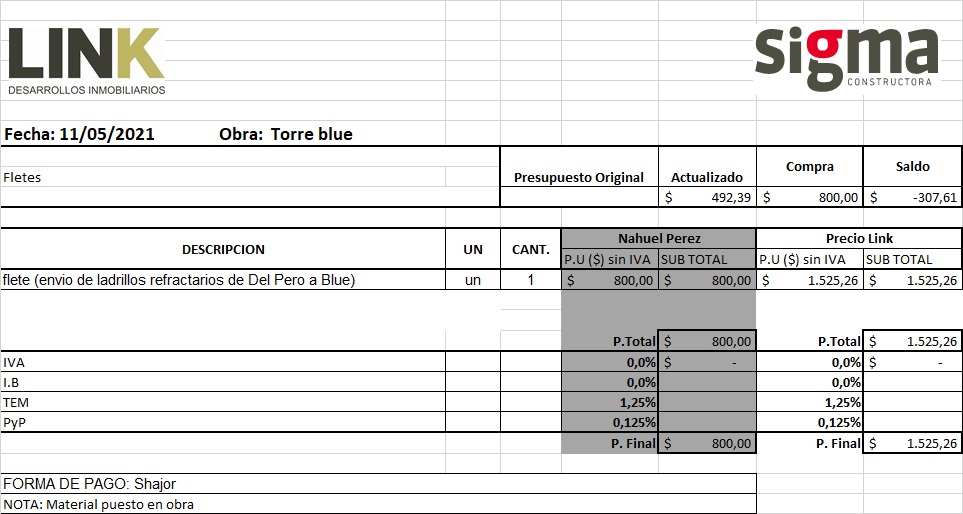 LINK
DESARROLLOS INMOBILIARIOS
sigma
CONSTRUCTORA
Fecha: 11/05/2021 Obra: Torre blue
Fletes Presupuesto Original Actualizado Compra Saldo
$ 492,39 $ 800,00 $ -307,61
DESCRIPCION UN CANT. Nahuel Perez Precio Link
P.U ($) sin IVA SUB TOTAL P.U ($) sin IVA SUB TOTAL
flete (envio de ladrillos refractarios de Del Pero a Blue) un 1 $ 800,00 $ 800,00 $ 1.525,26 $ 1.525,26
P.Total $ 800,00 P.Total $ 1.525,26
IVA 0,0% $ - 0,0% $ -
I.B 0,0% 0,0%
TEM 1,25% 1,25%
PyP 0,125% 0,125%
P. Final $ 800,00 P. Final $ 1.525,26
FORMA DE PAGO: Shajor
NOTA: Material puesto en obra